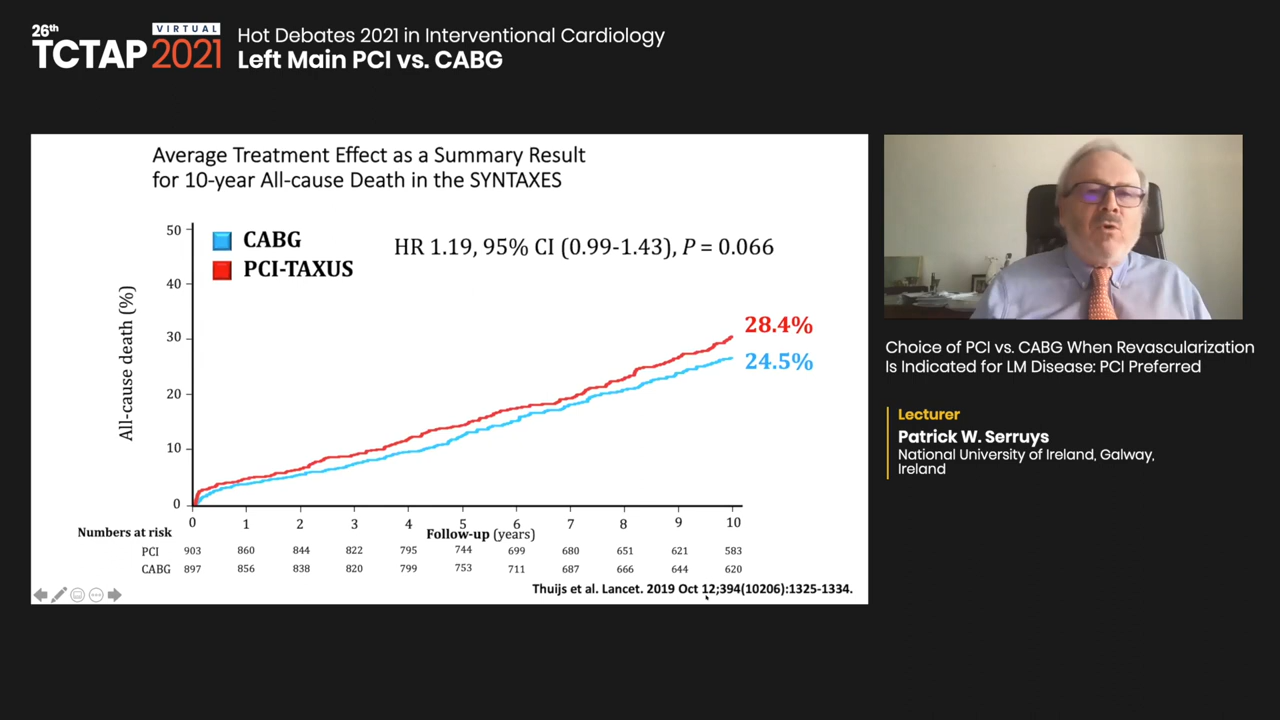 26th
VIRTUAL
TCTAP 2021
Hot Debates 2021 in Interventional Cardiology
Left Main PCI vs. CABG
Average Treatment Effect as a Summary Result
for 10-year All-cause Death in the SYNTAXES
CABG
PCI-TAXUS
HR 1.19, 95% CI (0.99-1.43), P = 0.066
All-cause death (%)
50
40
30
20
10
0
28.4%
24.5%
0 1 2 3 4 5 6 7 8 9 10
Numbers at risk
Follow-up (years)
PCI 903 860 844 822 795 744 699 680 651 621 583
CABG 897 856 838 820 799 753 711 687 666 644 620
Thuijs et al. Lancet. 2019 Oct 12;394(10206):1325-1334.
Choice of PCI vs. CABG When Revascularization
Is Indicated for LM Disease: PCI Preferred
Lecturer
Patrick W. Serruys
National University of Ireland, Galway,
Ireland